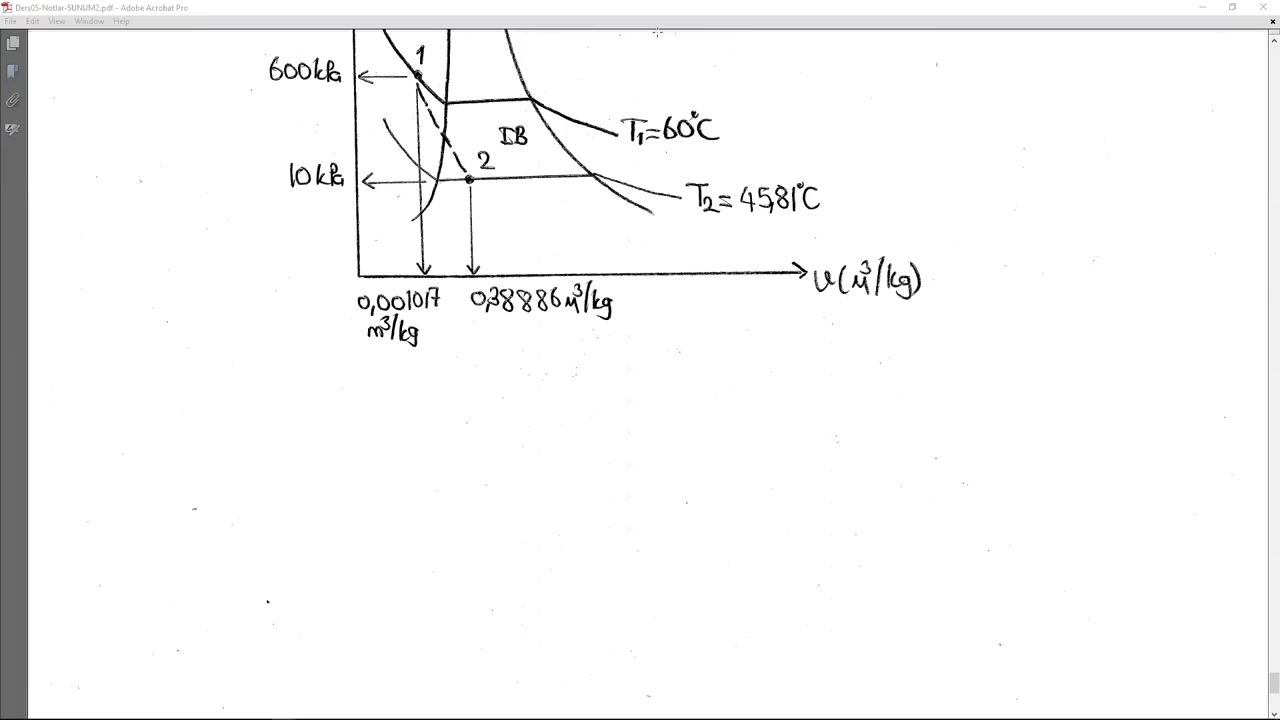 Ders05-Notlar-SUNUM2.pdf - Adobe Acrobat Pro
File Edit View Window Help
1
600kPa
T₁=60°C
IB
2
10kPa
T₂=45,81°C
v(m³/kg)
0,001017
m³/kg
0,38886m³/kg